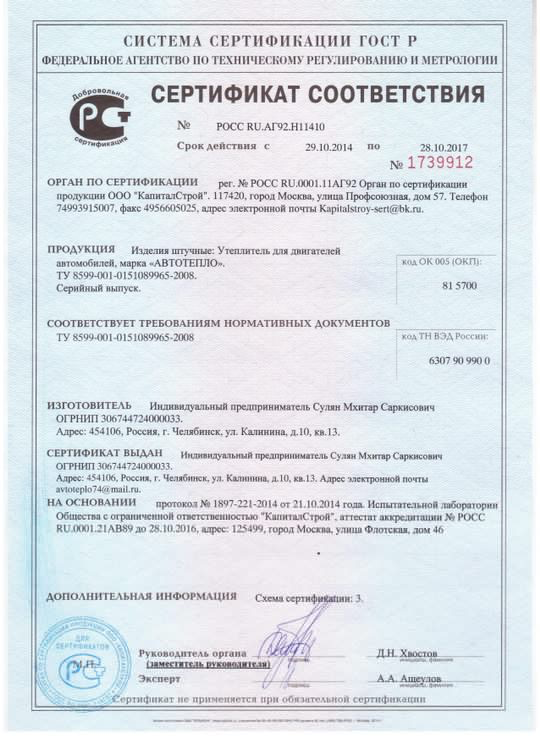 СИСТЕМА СЕРТИФИКАЦИИ ГОСТ Р
ФЕДЕРАЛЬНОЕ АГЕНТСТВО ПО ТЕХНИЧЕСКОМУ РЕГУЛИРОВАНИЮ И МЕТРОЛОГИИ
Добровольная
сертификация
СЕРТИФИКАТ СООТВЕТСТВИЯ
№ РОСС RU.АГ92.Н11410
Срок действия с 29.10.2014 по 28.10.2017
№ 1739912
ОРГАН ПО СЕРТИФИКАЦИИ рег. № РОСС RU.0001.11АГ92 Орган по сертификации
продукции ООО "КапиталСтрой". 117420, город Москва, улица Профсоюзная, дом 57. Телефон
74993915007, факс 4956605025, адрес электронной почты Kapitalstroy-sert@bk.ru.
ПРОДУКЦИЯ Изделия штучные: Утеплитель для двигателей
автомобилей, марка «АВТОТЕПЛО».
ТУ 8599-001-0151089965-2008.
Серийный выпуск.
код ОК 005 (ОКП):
81 5700
СООТВЕТСТВУЕТ ТРЕБОВАНИЯМ НОРМАТИВНЫХ ДОКУМЕНТОВ
ТУ 8599-001-0151089965-2008
код ТН ВЭД России:
6307 90 990 0
ИЗГОТОВИТЕЛЬ Индивидуальный предприниматель Сулян Мхитар Саркисович
ОГРНИП 306744724000033.
Адрес: 454106, Россия, г. Челябинск, ул. Калинина, д.10, кв.13.
СЕРТИФИКАТ ВЫДАН Индивидуальный предприниматель Сулян Мхитар Саркисович
ОГРНИП 306744724000033.
Адрес: 454106, Россия, г. Челябинск, ул. Калинина, д.10, кв.13. Адрес электронной почты
avtoteplo74@mail.ru.
НА ОСНОВАНИИ протокол № 1897-221-2014 от 21.10.2014 года. Испытательной лаборатории
Общества с ограниченной ответственностью "КапиталСтрой", аттестат аккредитации № РОСС
RU.0001.21АВ89 до 28.10.2016, адрес: 125499, город Москва, улица Флотская, дом 46
ДОПОЛНИТЕЛЬНАЯ ИНФОРМАЦИЯ Схема сертификации: 3.
ДЛЯ
СЕРТИФИКАТОВ
М.П.
Руководитель органа
(заместитель руководителя)
подпись
Д.Н. Хвостов
инициалы, фамилия
Эксперт
подпись
А.А. Ащеулов
инициалы, фамилия
Сертификат не применяется при обязательной сертификации